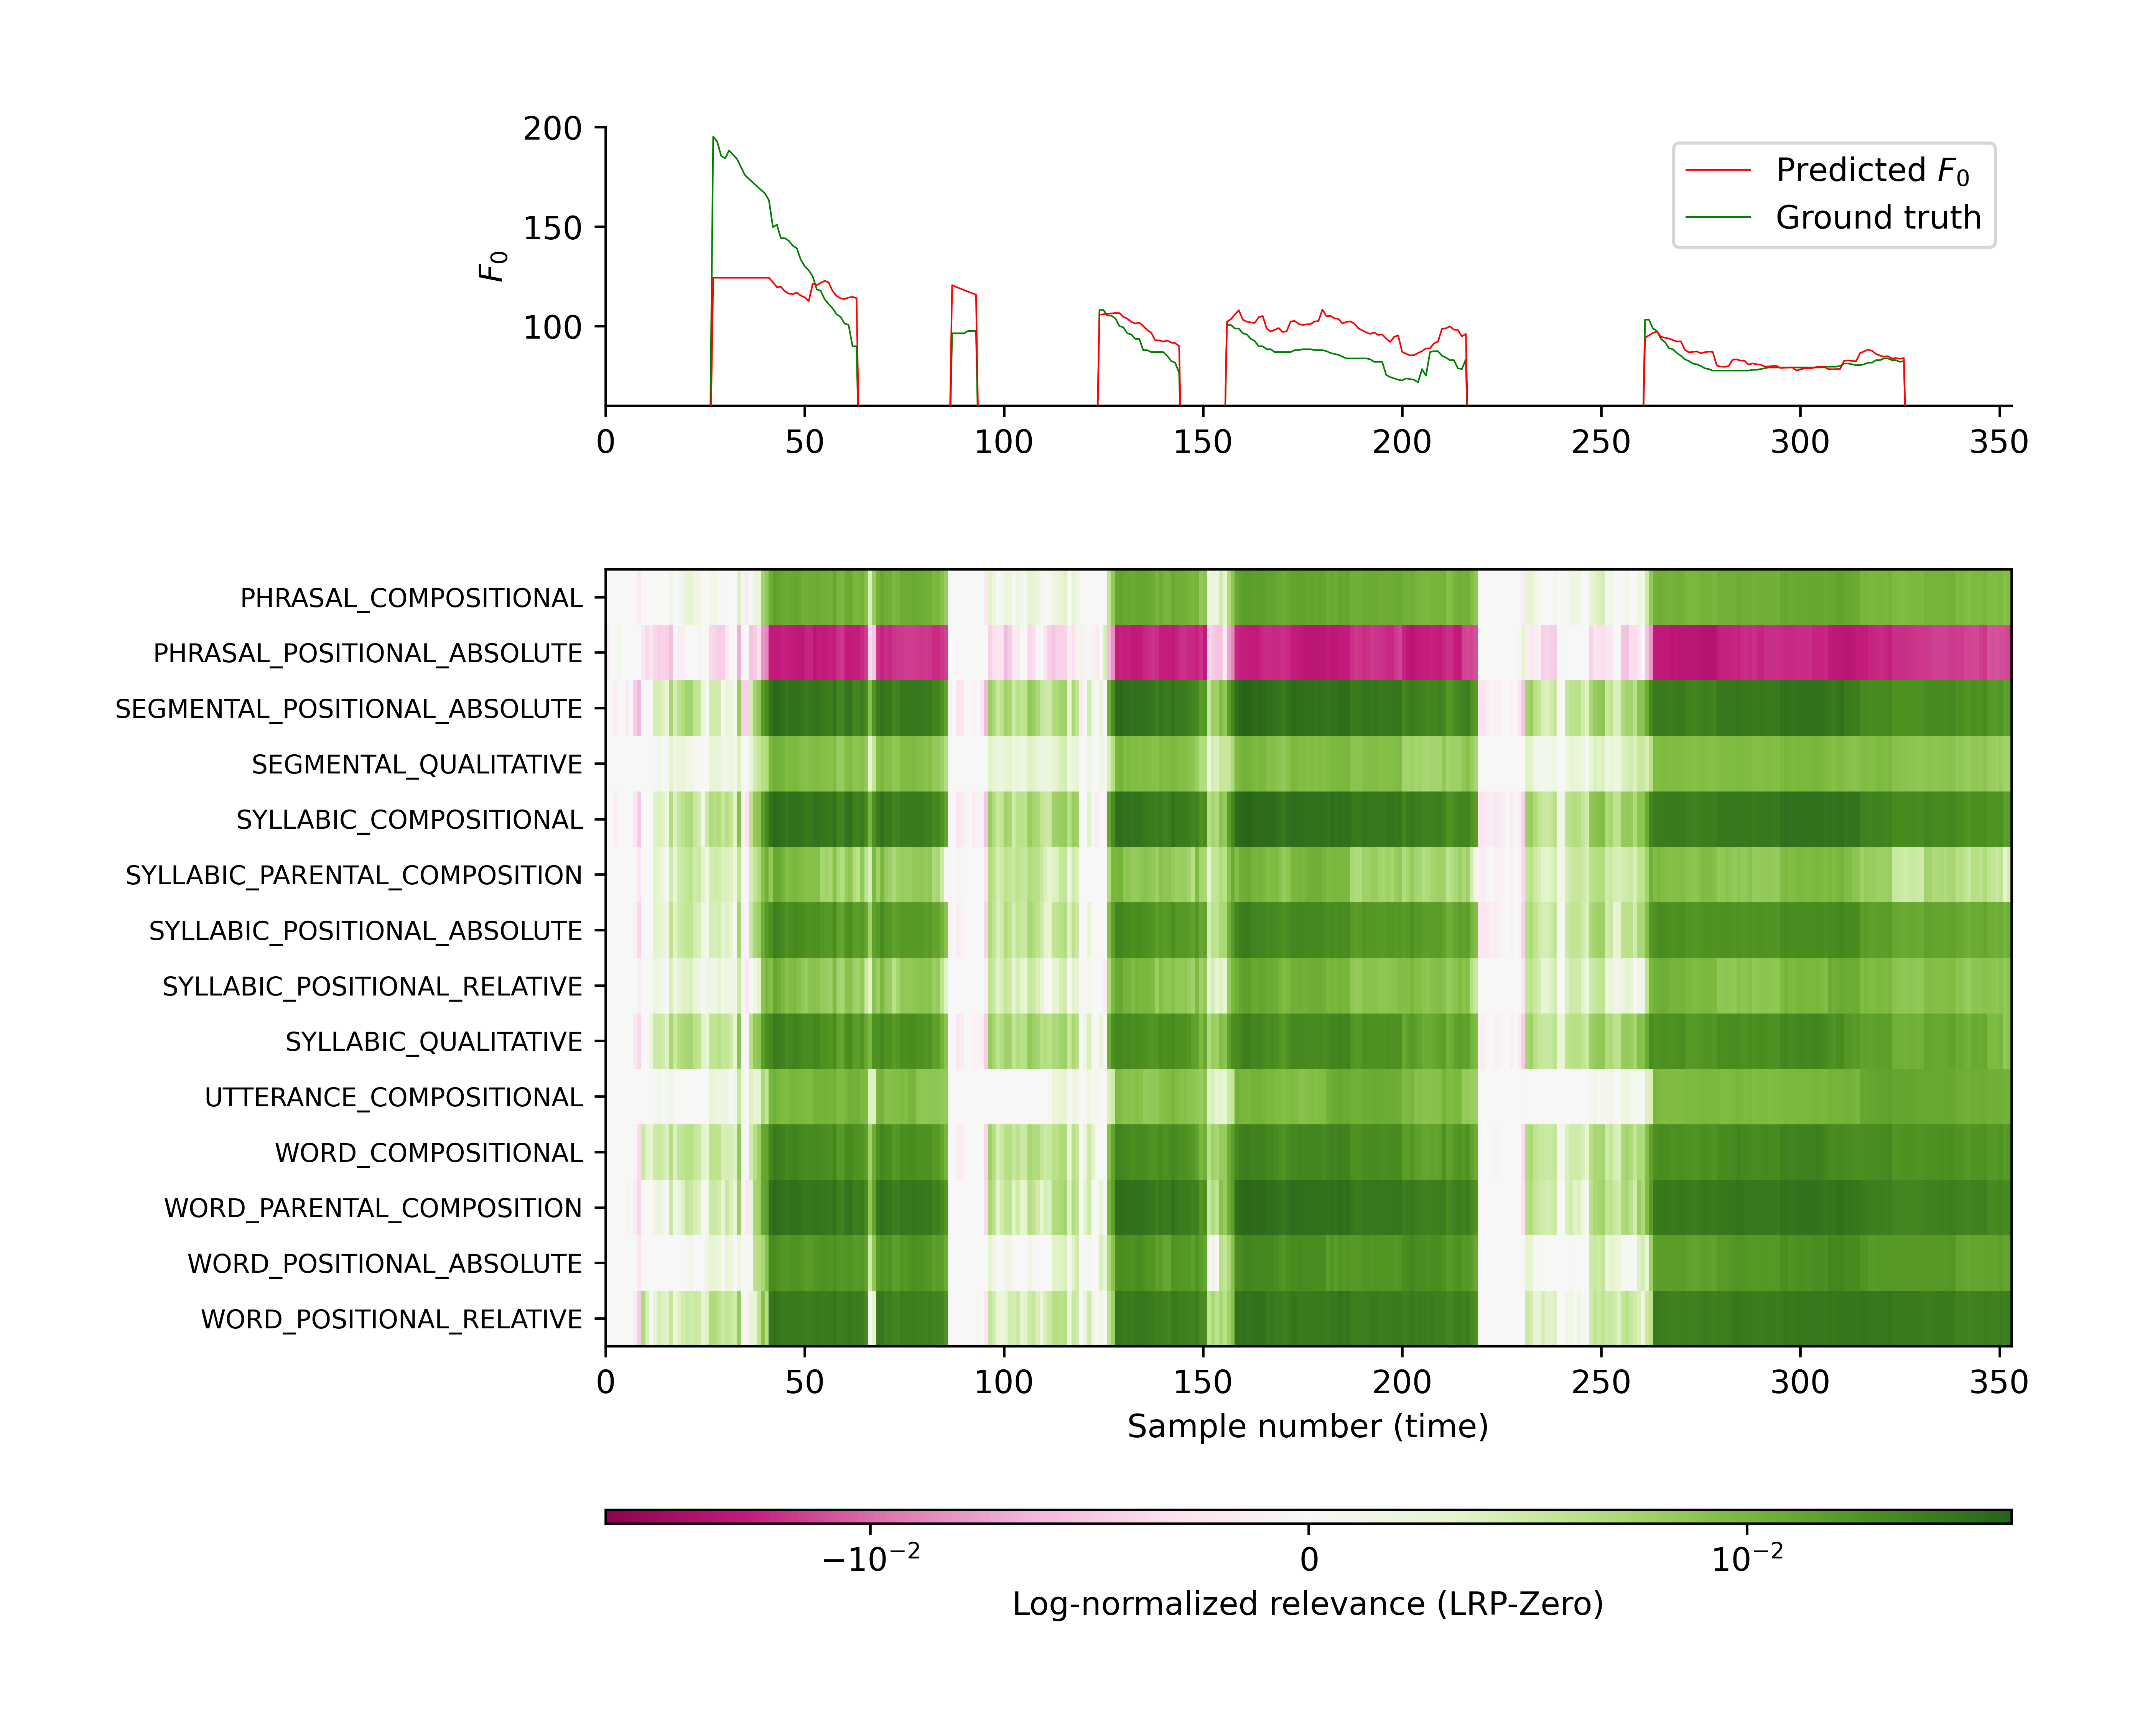 200
150
100
F0
Predicted F0
Ground truth
0 50 100 150 200 250 300 350
PHRASAL_COMPOSITIONAL
PHRASAL_POSITIONAL_ABSOLUTE
SEGMENTAL_POSITIONAL_ABSOLUTE
SEGMENTAL_QUALITATIVE
SYLLABIC_COMPOSITIONAL
SYLLABIC_PARENTAL_COMPOSITION
SYLLABIC_POSITIONAL_ABSOLUTE
SYLLABIC_POSITIONAL_RELATIVE
SYLLABIC_QUALITATIVE
UTTERANCE_COMPOSITIONAL
WORD_COMPOSITIONAL
WORD_PARENTAL_COMPOSITION
WORD_POSITIONAL_ABSOLUTE
WORD_POSITIONAL_RELATIVE
0 50 100 150 200 250 300 350
Sample number (time)
−10⁻² 0 10⁻²
Log-normalized relevance (LRP-Zero)